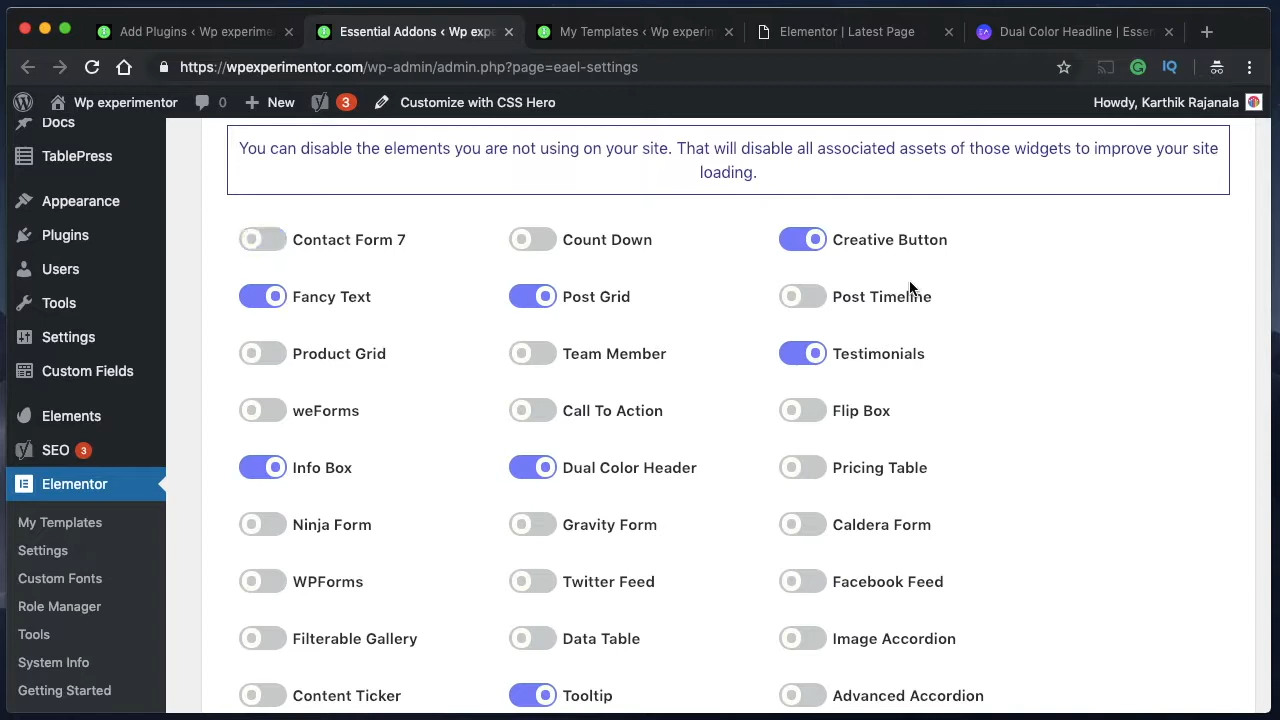 Add Plugins ‹ Wp experime
Essential Addons ‹ Wp exp
My Templates ‹ Wp experin
Elementor | Latest Page
Dual Color Headline | Essen
https://wpexperimentor.com/wp-admin/admin.php?page=eael-settings
Wp experimentor
0
New
3
Customize with CSS Hero
Howdy, Karthik Rajanala
Docs
TablePress
Appearance
Plugins
Users
Tools
Settings
Custom Fields
Elements
SEO 3
Elementor
My Templates
Settings
Custom Fonts
Role Manager
Tools
System Info
Getting Started
You can disable the elements you are not using on your site. That will disable all associated assets of those widgets to improve your site
loading.
Contact Form 7
Count Down
Creative Button
Fancy Text
Post Grid
Post Timeline
Product Grid
Team Member
Testimonials
weForms
Call To Action
Flip Box
Info Box
Dual Color Header
Pricing Table
Ninja Form
Gravity Form
Caldera Form
WPForms
Twitter Feed
Facebook Feed
Filterable Gallery
Data Table
Image Accordion
Content Ticker
Tooltip
Advanced Accordion